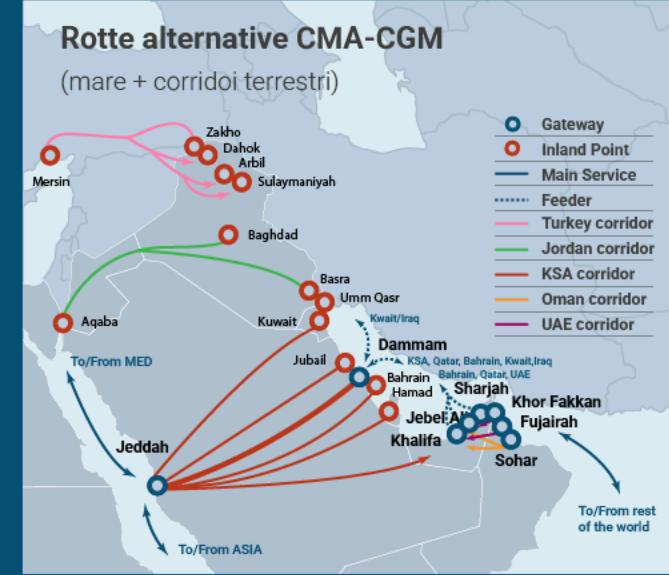 Rotte alternative CMA-CGM
(mare + corridoi terrestri)
Gateway
Inland Point
Main Service
Feeder
Turkey corridor
Jordan corridor
KSA corridor
Oman corridor
UAE corridor
Zakho
Dahok
Arbil
Sulaymaniyah
Mersin
Baghdad
Basra
Umm Qasr
Kuwait
Aqaba
Kwait/Iraq
Dammam
To/From MED
Jubail
KSA, Qatar, Bahrain, Kwait,Iraq
Bahrain, Qatar, UAE
Bahrain
Hamad
Sharjah
Khor Fakkan
Jebel
Fujairah
Khalifa
Jeddah
Sohar
To/From rest
of the world
To/From ASIA